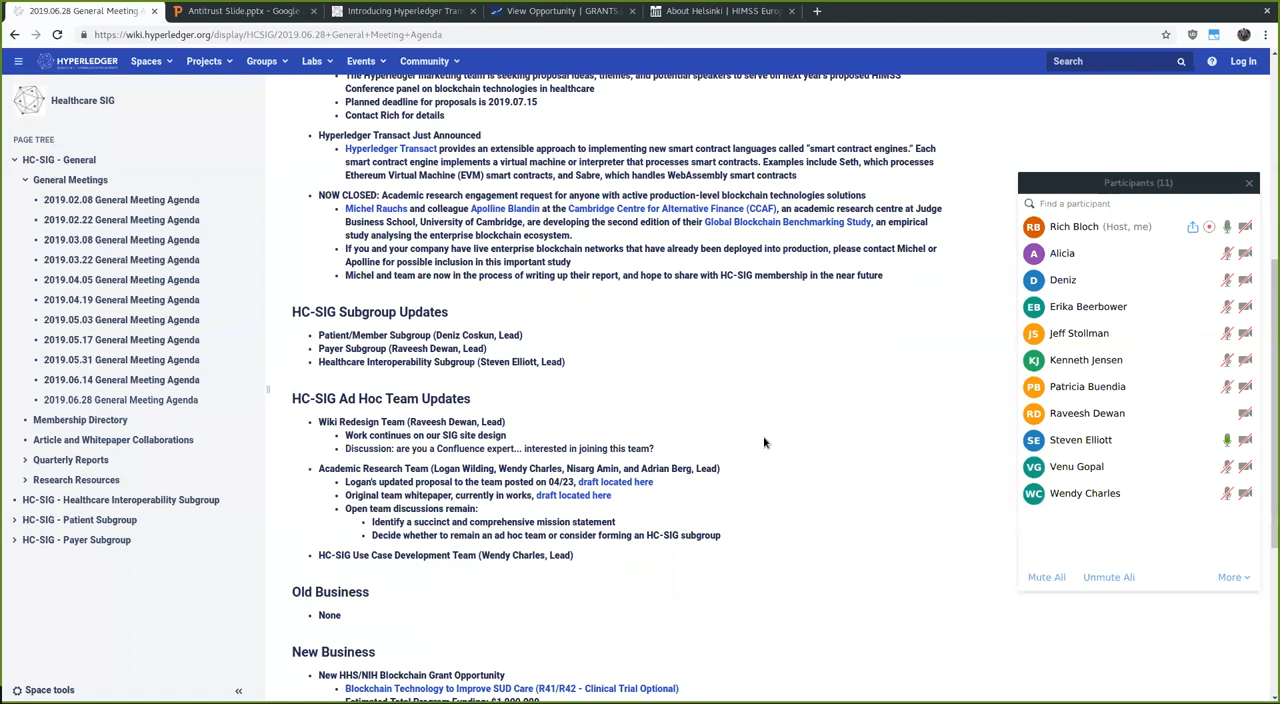 2019.06.28 General Meeting A
Antitrust Slide.pptx - Google
Introducing Hyperledger Tran
View Opportunity | GRANTS
About Helsinki | HIMSS Euro
https://wiki.hyperledger.org/display/HCSIG/2019.06.28+General+Meeting+Agenda
HYPERLEDGER
Spaces
Projects
Groups
Labs
Events
Community
Search
Log in
Healthcare SIG
PAGE TREE
HC-SIG - General
General Meetings
2019.02.08 General Meeting Agenda
2019.02.22 General Meeting Agenda
2019.03.08 General Meeting Agenda
2019.03.22 General Meeting Agenda
2019.04.05 General Meeting Agenda
2019.04.19 General Meeting Agenda
2019.05.03 General Meeting Agenda
2019.05.17 General Meeting Agenda
2019.05.31 General Meeting Agenda
2019.06.14 General Meeting Agenda
2019.06.28 General Meeting Agenda
Membership Directory
Article and Whitepaper Collaborations
Quarterly Reports
Research Resources
HC-SIG - Healthcare Interoperability Subgroup
HC-SIG - Patient Subgroup
HC-SIG - Payer Subgroup
Space tools
«
The Hyperledger marketing team is seeking proposal ideas, themes, and potential speakers to serve on next year's proposed HIMSS
Conference panel on blockchain technologies in healthcare
Planned deadline for proposals is 2019.07.15
Contact Rich for details
Hyperledger Transact Just Announced
Hyperledger Transact provides an extensible approach to implementing new smart contract languages called “smart contract engines.” Each
smart contract engine implements a virtual machine or interpreter that processes smart contracts. Examples include Seth, which processes
Ethereum Virtual Machine (EVM) smart contracts, and Sabre, which handles WebAssembly smart contracts
NOW CLOSED: Academic research engagement request for anyone with active production-level blockchain technologies solutions
Michel Rauchs and colleague Apolline Blandin at the Cambridge Centre for Alternative Finance (CCAF), an academic research centre at Judge
Business School, University of Cambridge, are developing the second edition of their Global Blockchain Benchmarking Study, an empirical
study analysing the enterprise blockchain ecosystem.
If you and your company have live enterprise blockchain networks that have already been deployed into production, please contact Michel or
Apolline for possible inclusion in this important study
Michel and team are now in the process of writing up their report, and hope to share with HC-SIG membership in the near future
HC-SIG Subgroup Updates
Patient/Member Subgroup (Deniz Coskun, Lead)
Payer Subgroup (Raveesh Dewan, Lead)
Healthcare Interoperability Subgroup (Steven Elliott, Lead)
HC-SIG Ad Hoc Team Updates
Wiki Redesign Team (Raveesh Dewan, Lead)
Work continues on our SIG site design
Discussion: are you a Confluence expert... interested in joining this team?
Academic Research Team (Logan Wilding, Wendy Charles, Nisarg Amin, and Adrian Berg, Lead)
Logan's updated proposal to the team posted on 04/23, draft located here
Original team whitepaper, currently in works, draft located here
Open team discussions remain:
Identify a succinct and comprehensive mission statement
Decide whether to remain an ad hoc team or consider forming an HC-SIG subgroup
HC-SIG Use Case Development Team (Wendy Charles, Lead)
Old Business
None
New Business
New HHS/NIH Blockchain Grant Opportunity
Blockchain Technology to Improve SUD Care (R41/R42 - Clinical Trial Optional)
Estimated Total Program Funding: $1,000,000
Participants (11)
Find a participant
RB Rich Bloch (Host, me)
A Alicia
D Deniz
EB Erika Beerbower
JS Jeff Stollman
KJ Kenneth Jensen
PB Patricia Buendia
RD Raveesh Dewan
SE Steven Elliott
VG Venu Gopal
WC Wendy Charles
Mute All
Unmute All
More